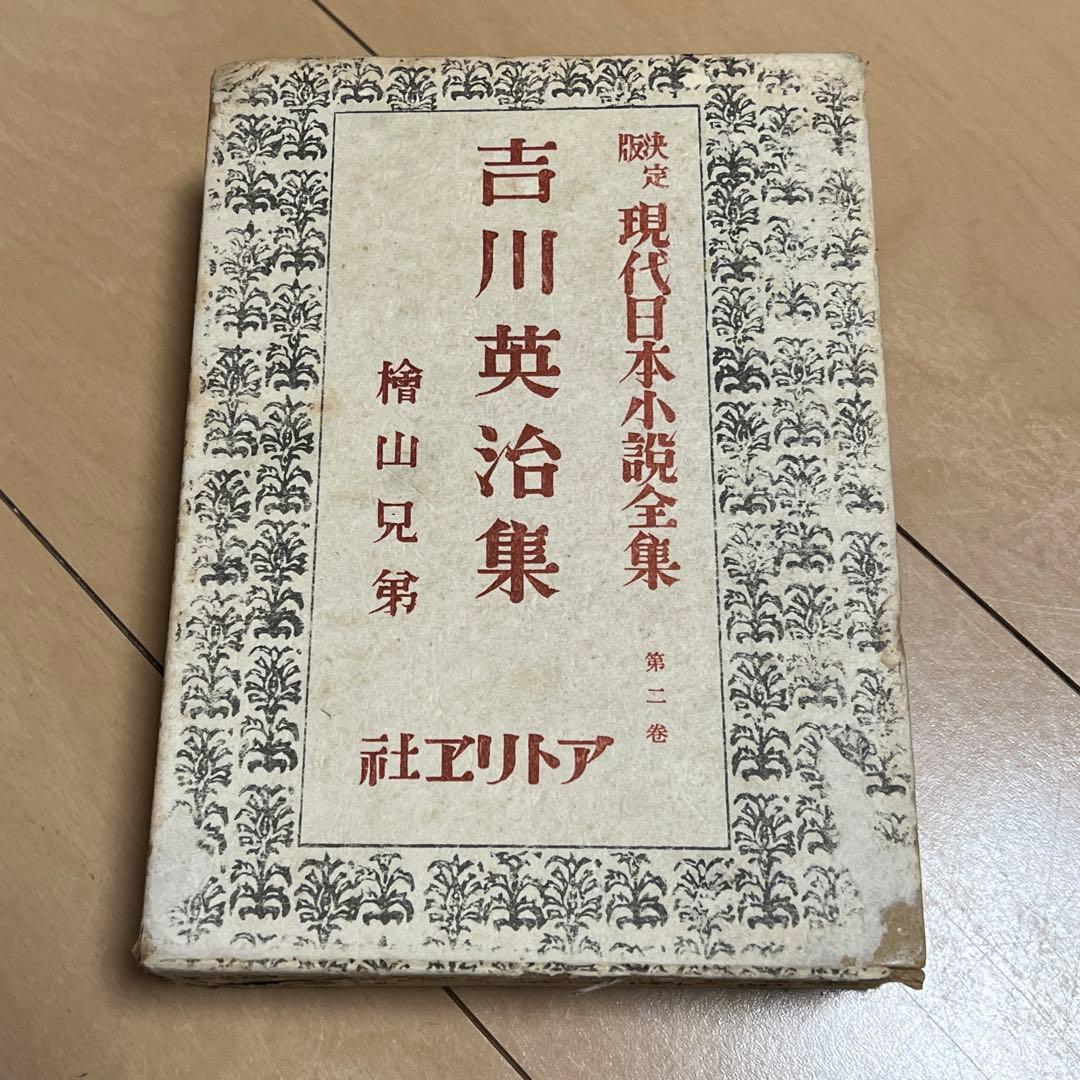 決定版 現代日本小説全集 第二卷
吉川英治集
檜山兄弟
アトリヱ社